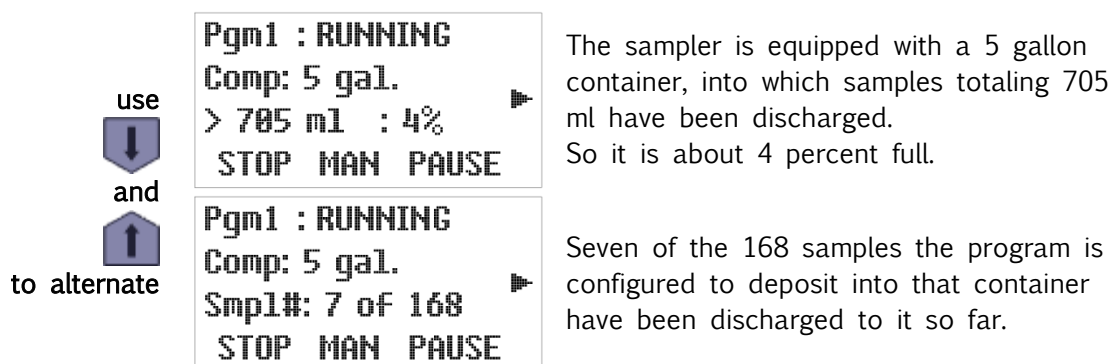 use
and
to alternate
Pgm1 : RUNNING
Comp: 5 gal.
> 705 ml : 4%
STOP MAN PAUSE
The sampler is equipped with a 5 gallon
container, into which samples totaling 705
ml have been discharged.
So it is about 4 percent full.
Pgm1 : RUNNING
Comp: 5 gal.
Smpl#: 7 of 168
STOP MAN PAUSE
Seven of the 168 samples the program is
configured to deposit into that container
have been discharged to it so far.